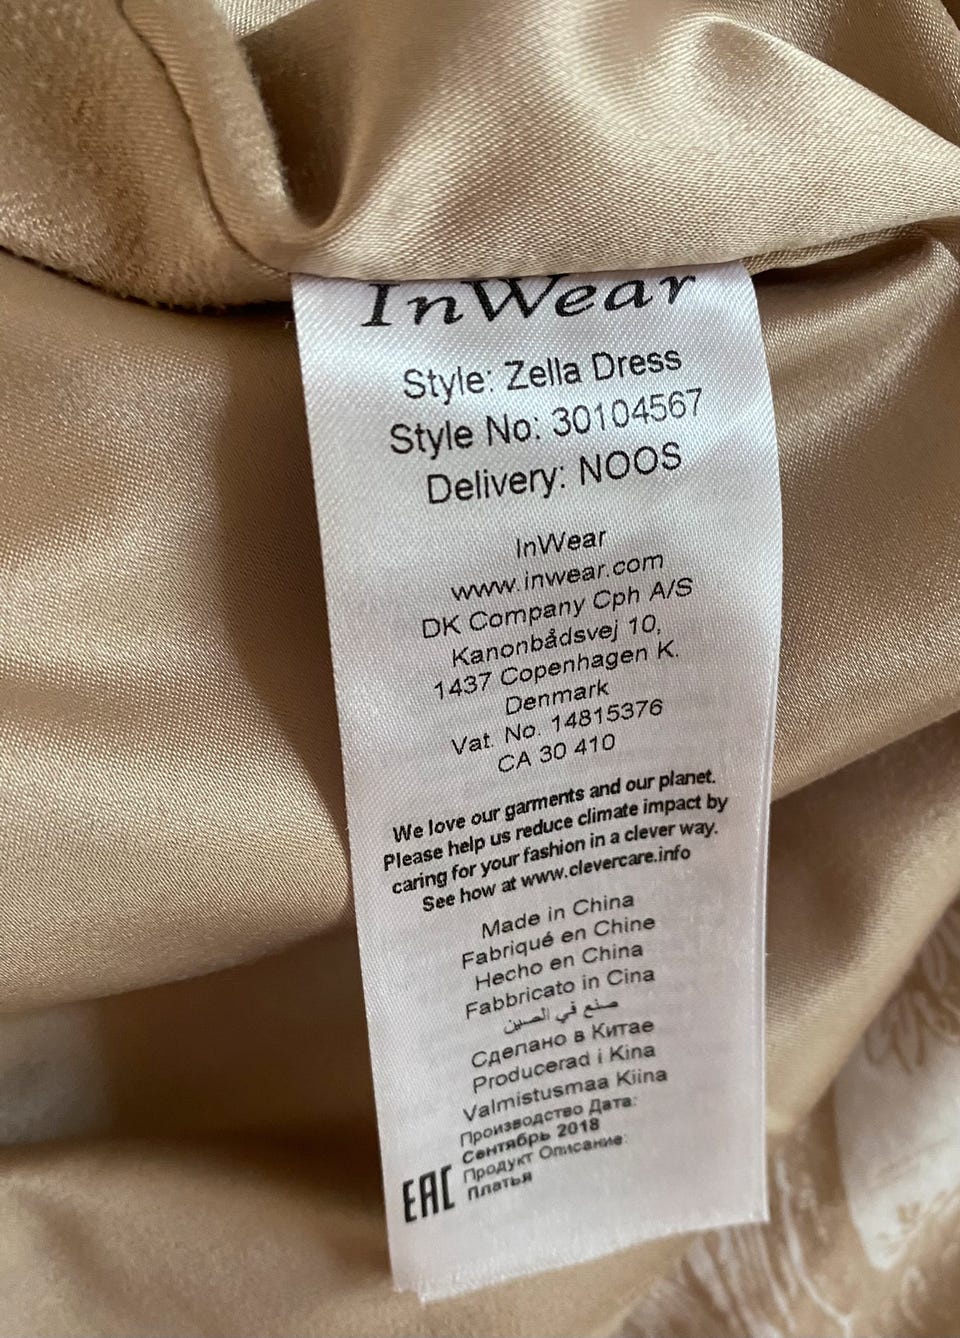 InWear
Style: Zella Dress
Style No: 30104567
Delivery: NOOS
InWear
www.inwear.com
DK Company Cph A/S
Kanonbådsvej 10,
1437 Copenhagen K.
Denmark
Vat. No. 14815376
CA 30 410
We love our garments and our planet.
Please help us reduce climate impact by
caring for your fashion in a clever way.
See how at www.clevercare.info
Made in China
Fabriqué en Chine
Hecho en China
Fabbricato in Cina
صنع في الصين
Сделано в Китае
Producerad i Kina
Valmistusmaa Kiina
Производство Дата:
Сентябрь 2018
Продукт Описание:
Платья
EAC